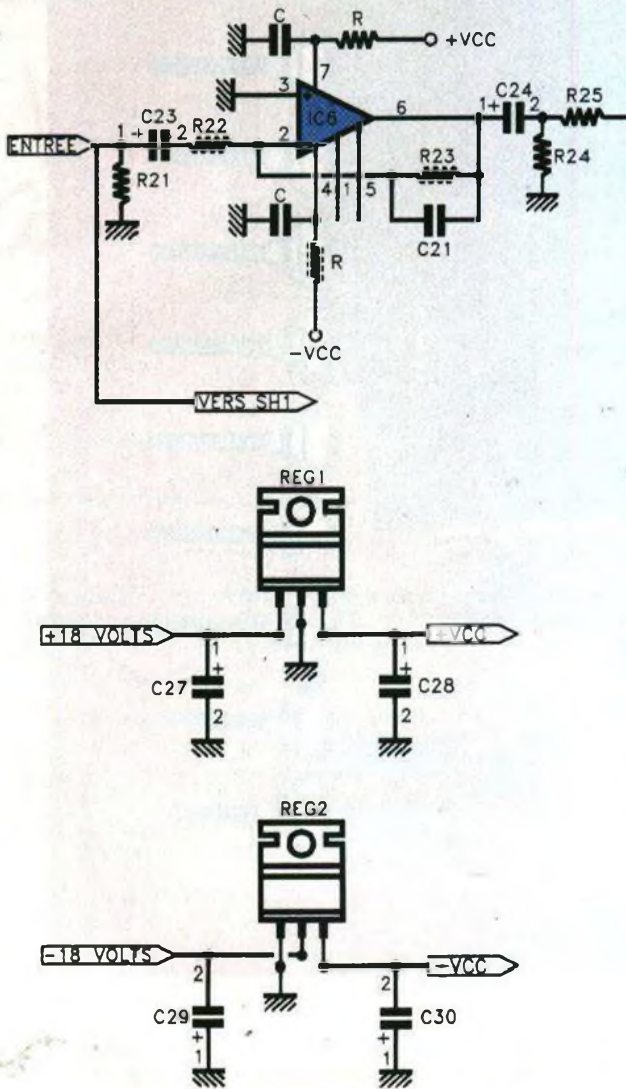 C R +VCC
7
3
IC6
6
C24
1+ 2 R25
C23
ENTREE 1 -+ 2 R22 2
R21
R23
R24
4 1 5
C
C21
R
-VCC
VERS SH1
REG1
+18 VOLTS +VCC
1 1 +
C27 + C28
2 2
REG2
-18 VOLTS -VCC
2 2
C29 C30
+ +
1 1